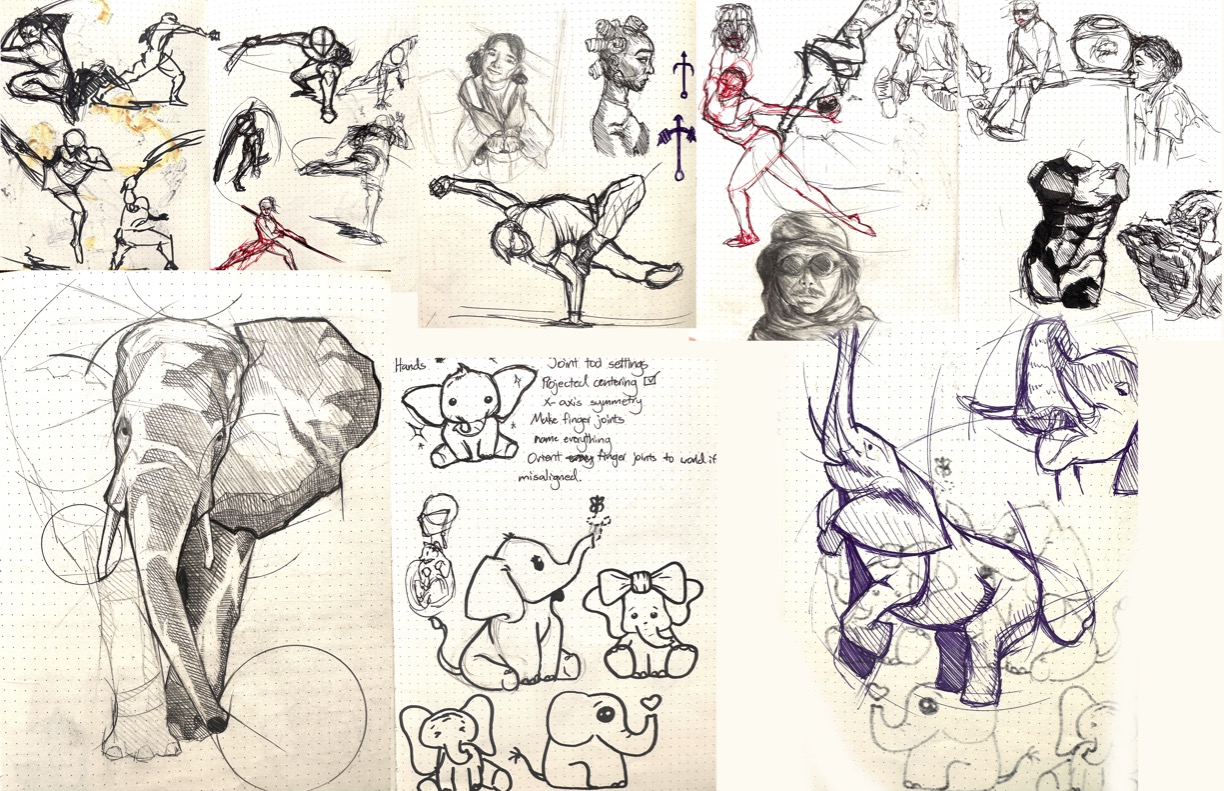 Hands
Joint tool settings
Projected centering ☑
X-axis symmetry
Make finger joints
name everything
Orient finger joints to world if
misaligned.